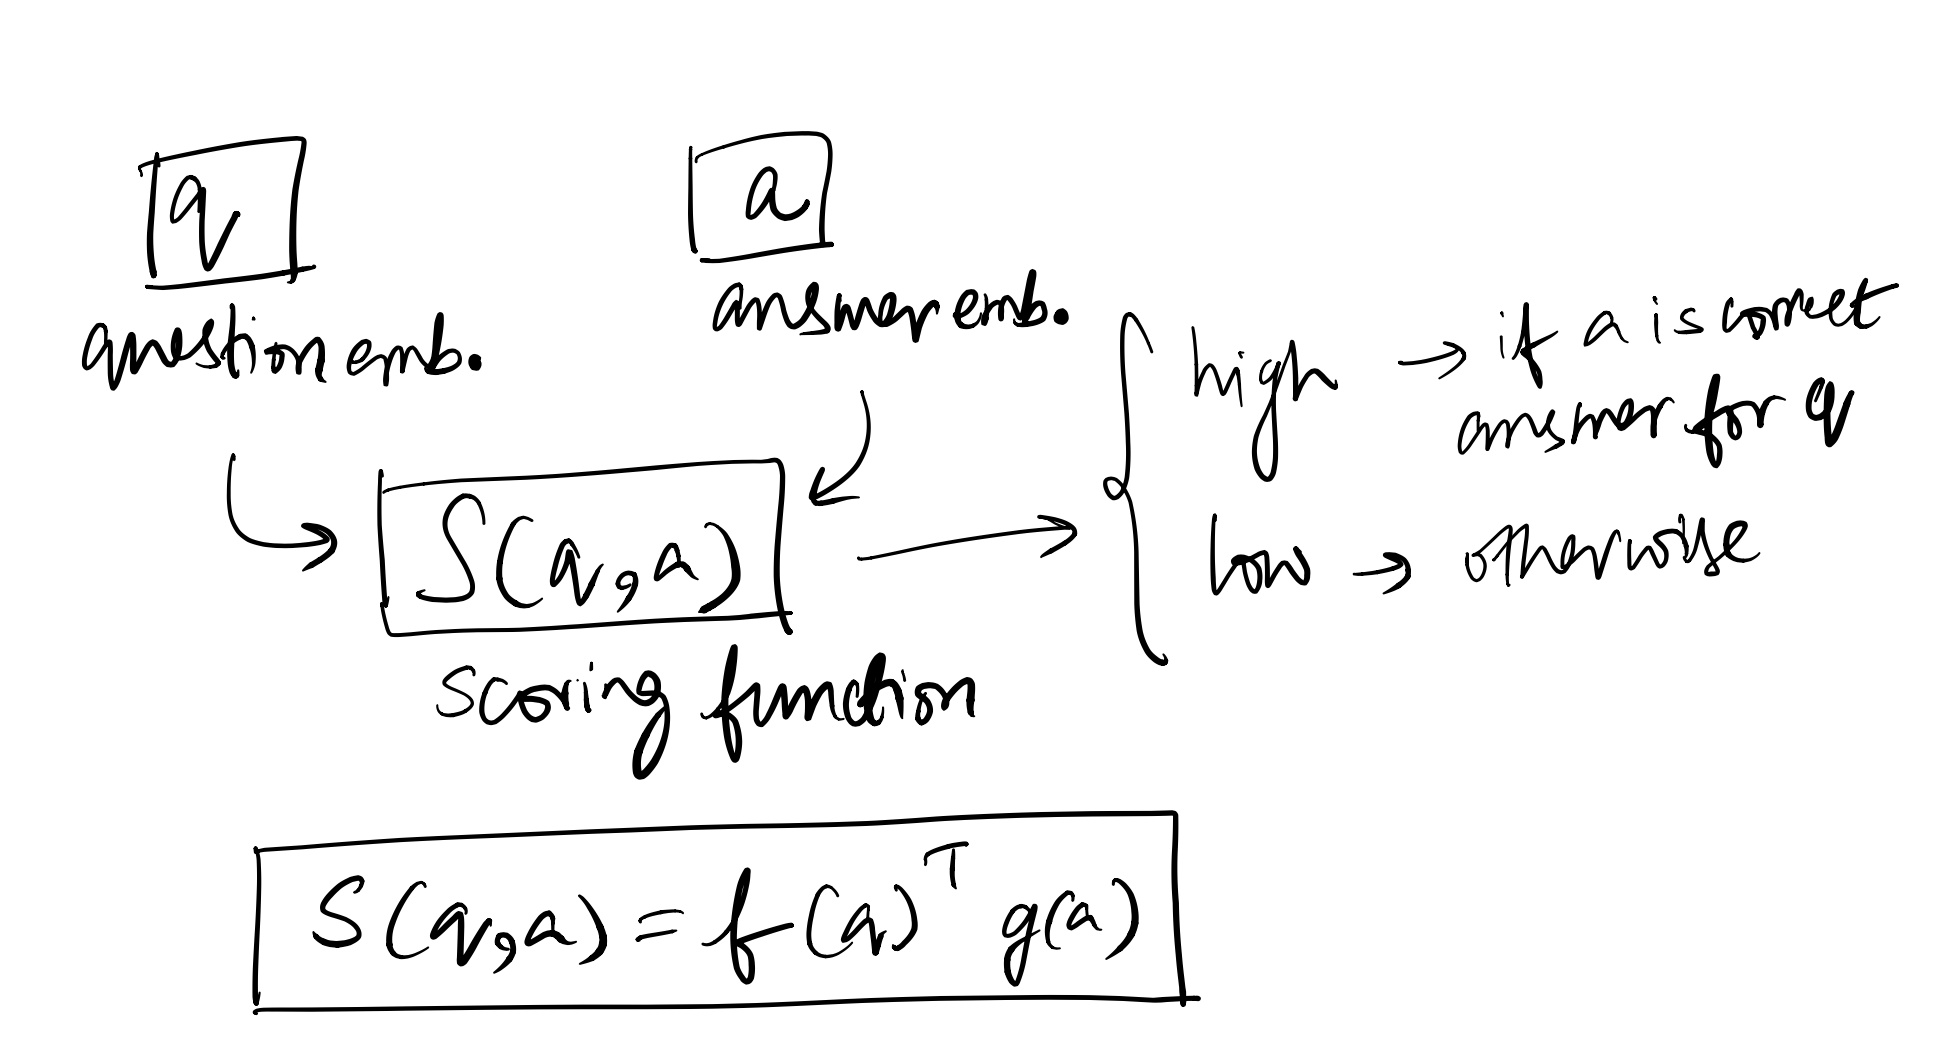 q
a
question emb.
answer emb.
S(q,a)
scoring function
high → if a is correct
answer for q
low → otherwise
S(q,a) = f(q)ᵀ g(a)